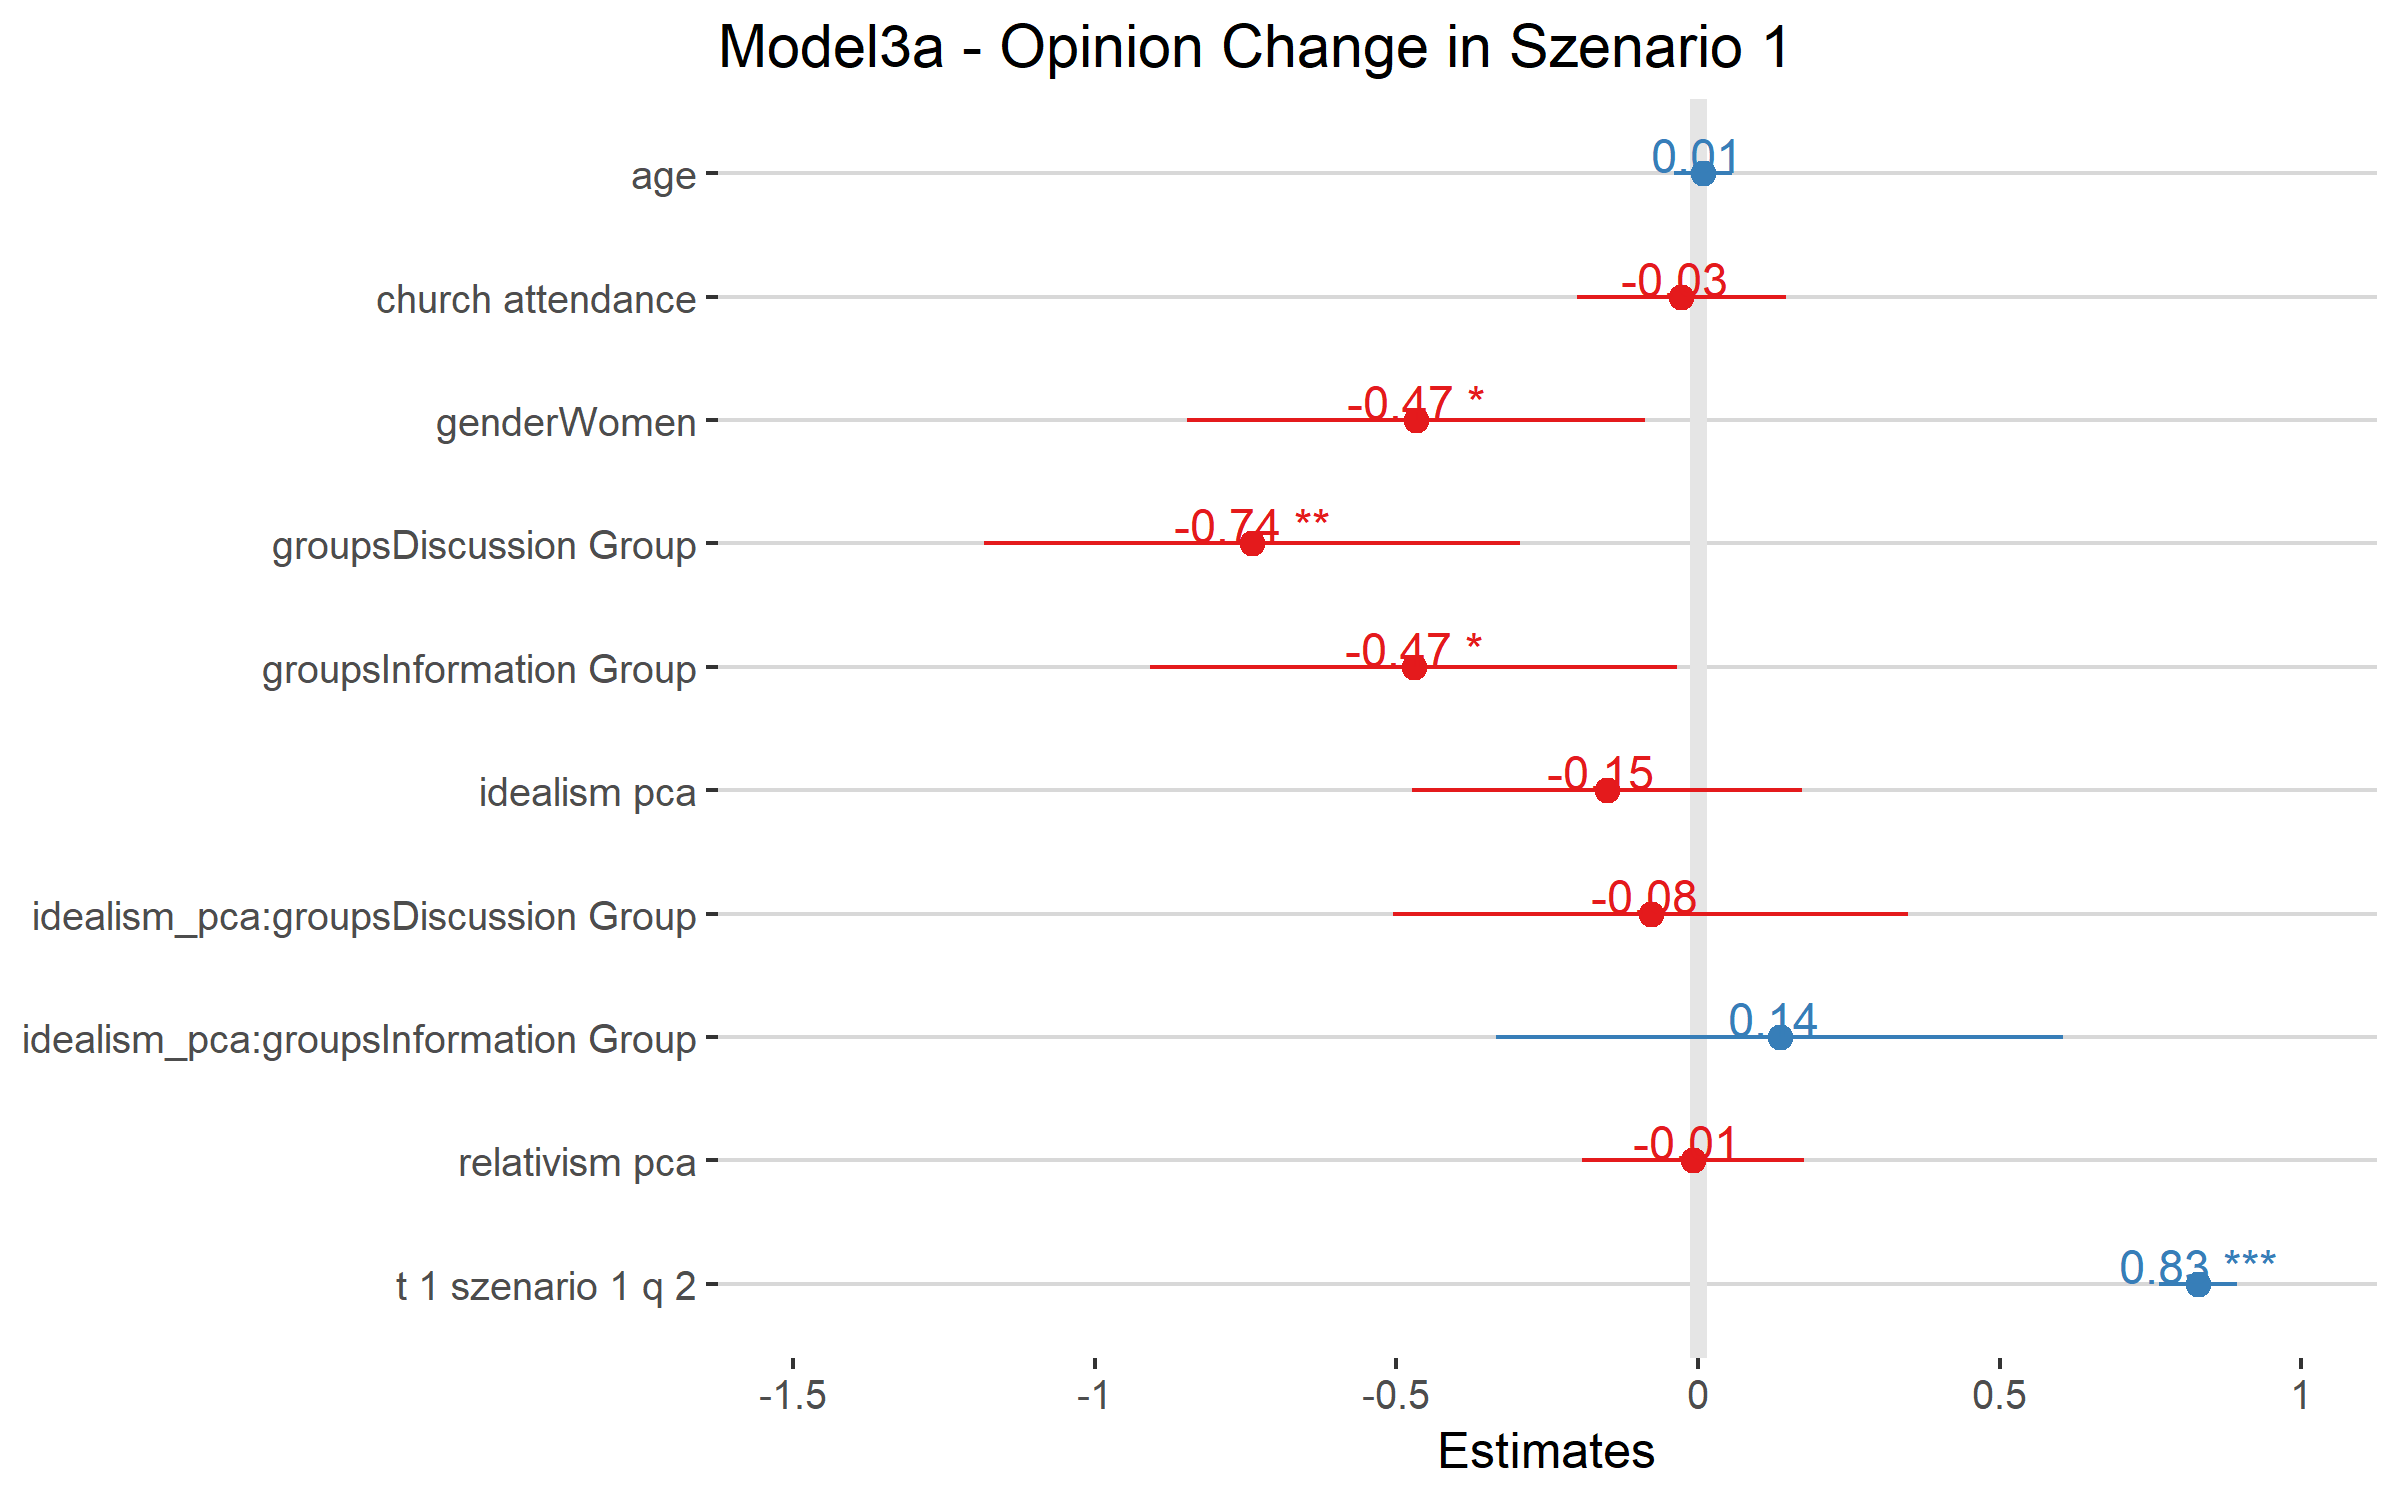 Model3a - Opinion Change in Szenario 1
age
0.01
church attendance
-0.03
genderWomen
-0.47 *
groupsDiscussion Group
-0.74 **
groupsInformation Group
-0.47 *
idealism pca
-0.15
idealism_pca:groupsDiscussion Group
-0.08
idealism_pca:groupsInformation Group
0.14
relativism pca
-0.01
t 1 szenario 1 q 2
0.83 ***
-1.5 -1 -0.5 0 0.5 1
Estimates